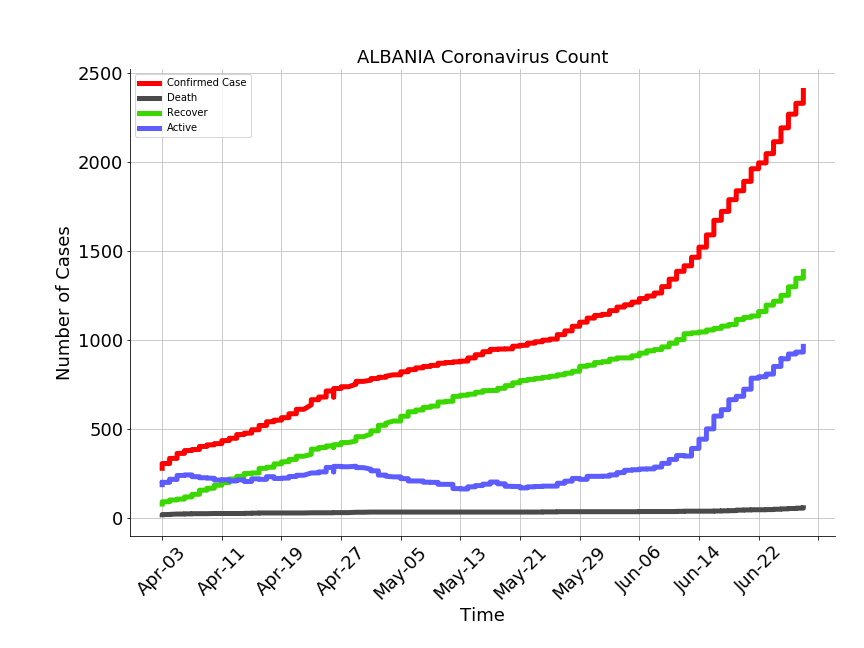 ALBANIA Coronavirus Count
Confirmed Case
Death
Recover
Active
Number of Cases
2500
2000
1500
1000
500
0
Apr-03
Apr-11
Apr-19
Apr-27
May-05
May-13
May-21
May-29
Jun-06
Jun-14
Jun-22
Time